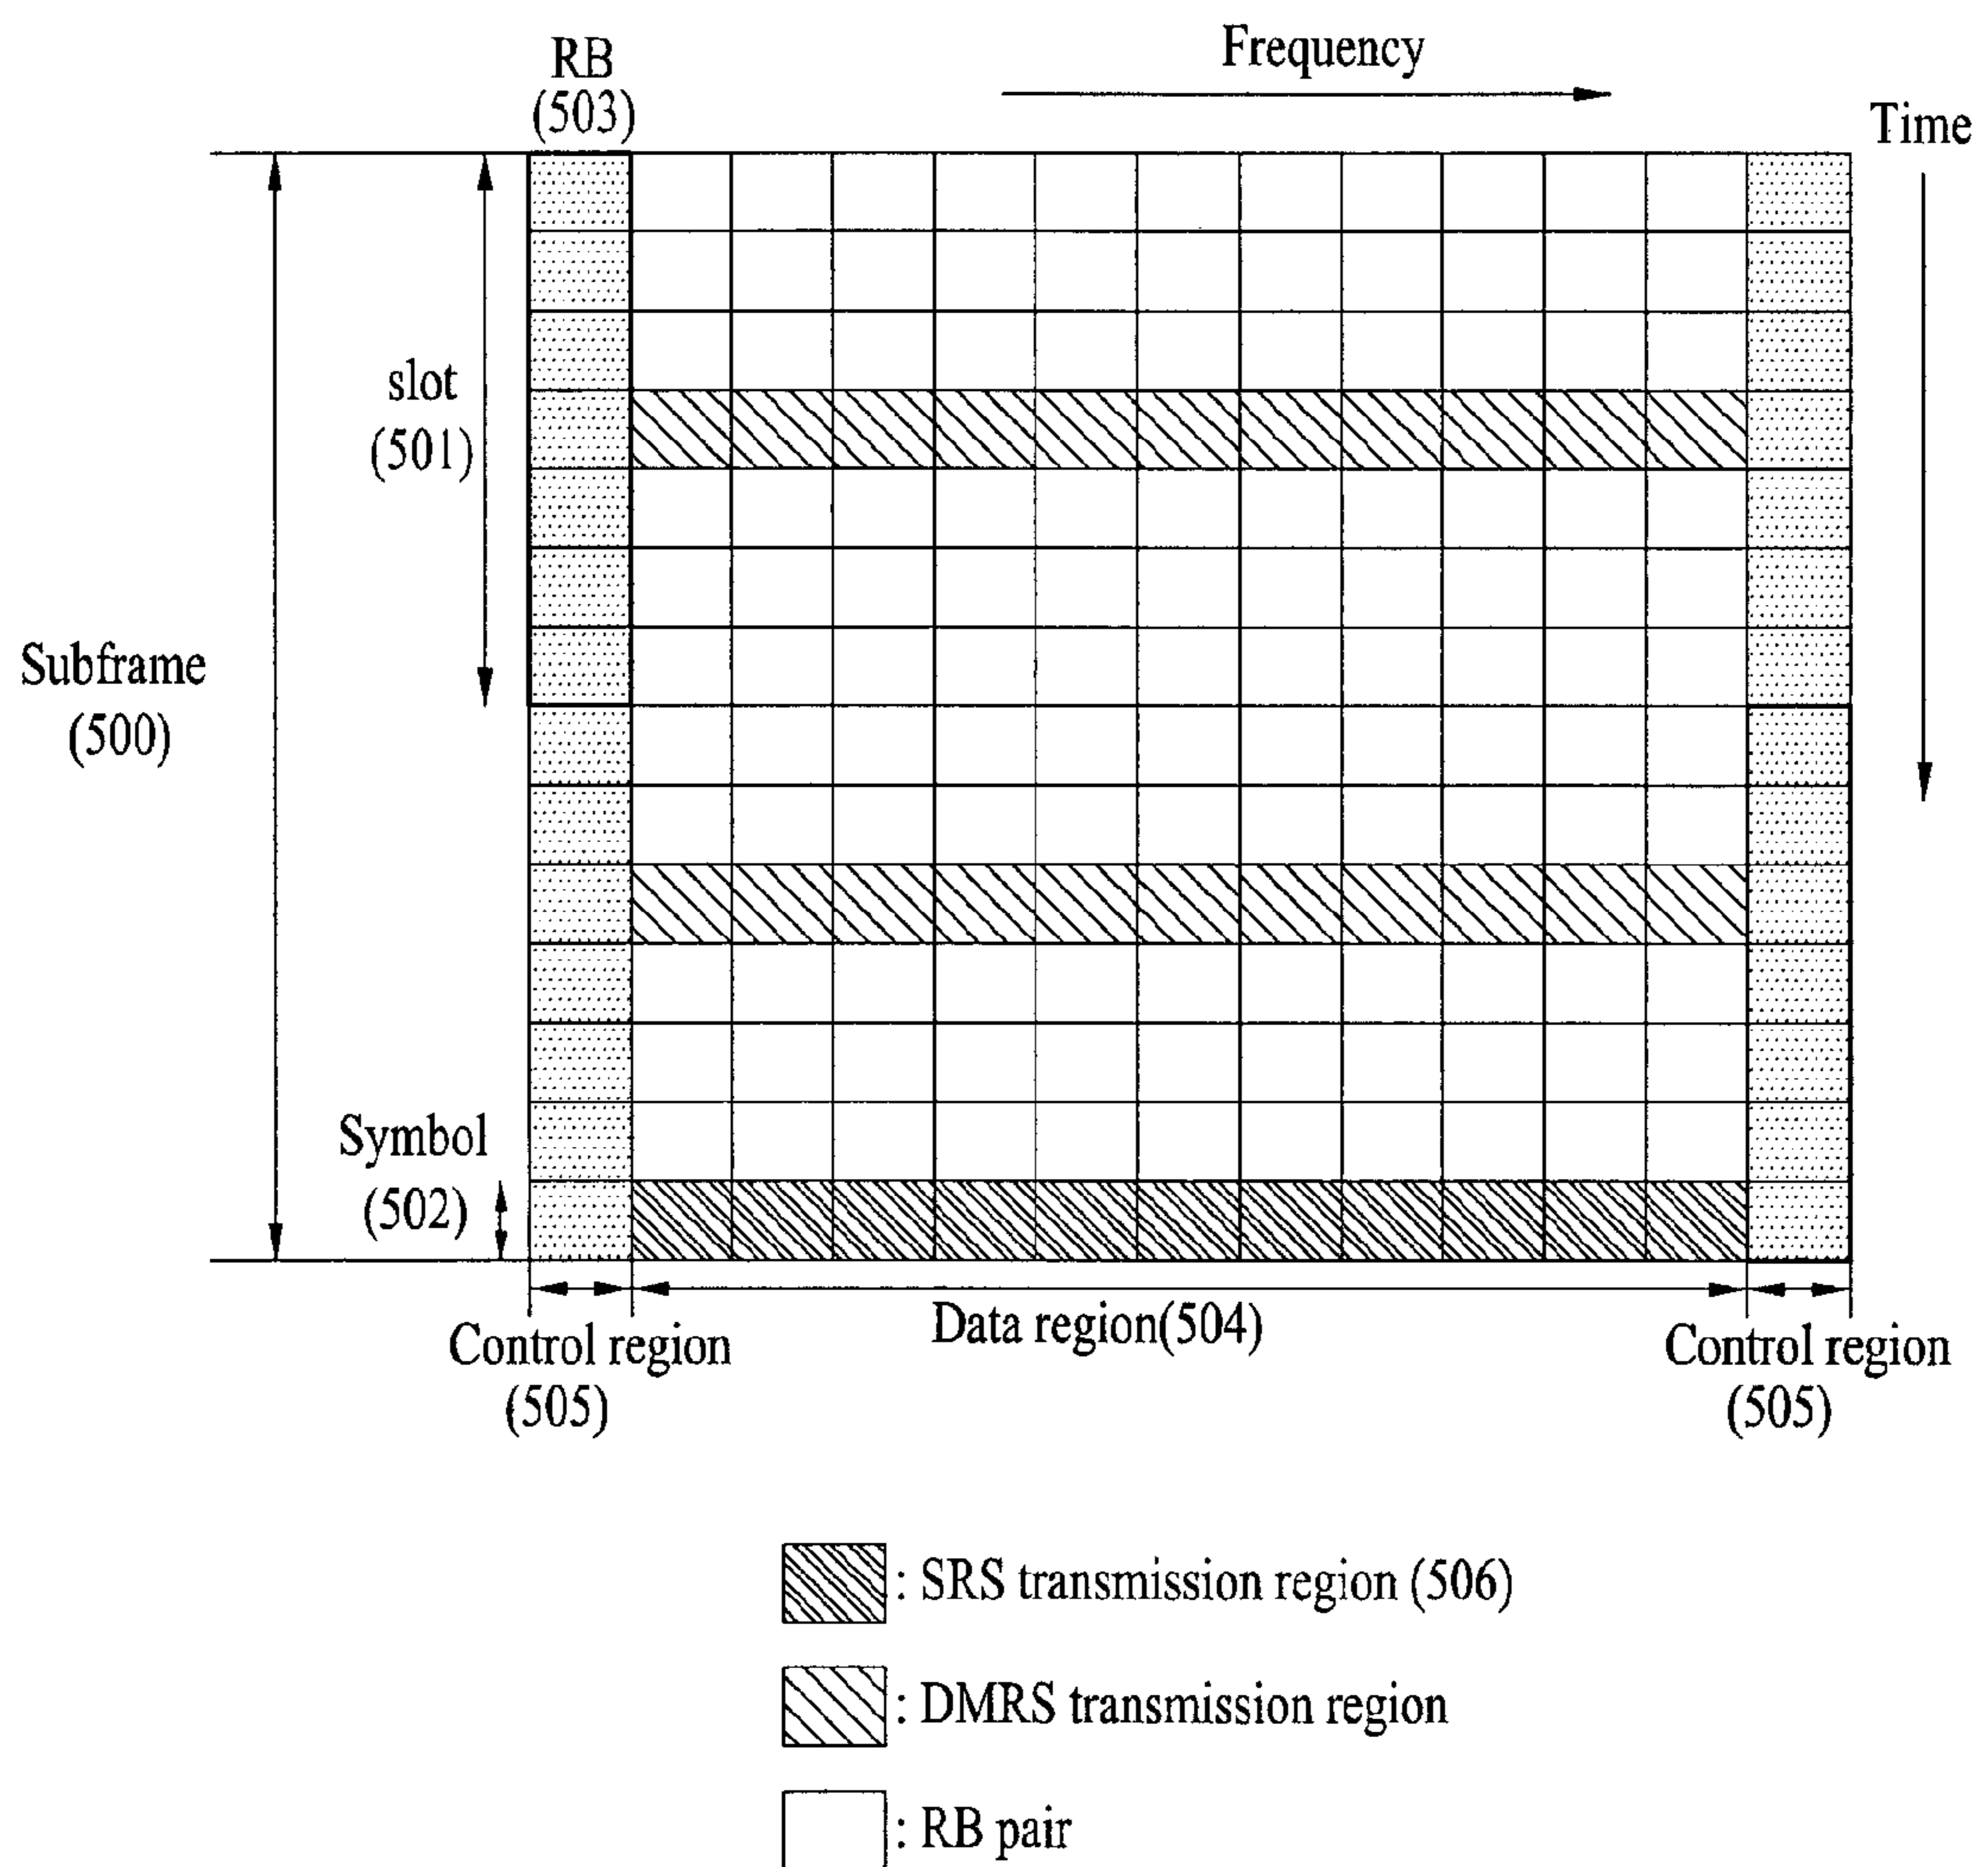 RB
(503)
Frequency
Time
slot
(501)
Subframe
(500)
Symbol
(502)
Control region
(505)
Data region(504)
Control region
(505)
: SRS transmission region (506)
: DMRS transmission region
: RB pair